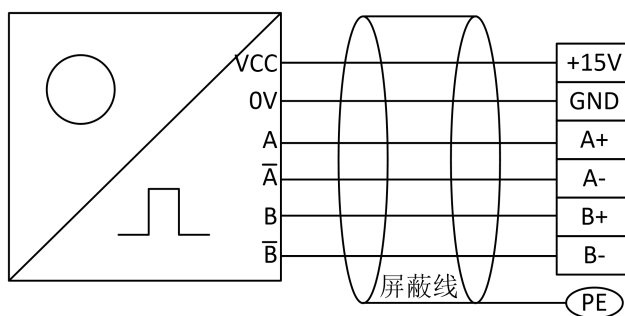 VCC +15V
0V GND
A A+
A̅ A-
B B+
B̅ B-
屏蔽线
PE